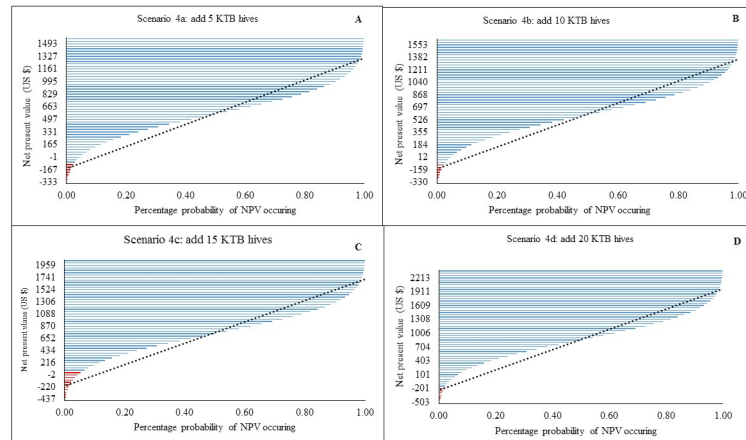 Scenario 4a: add 5 KTB hives
A
Net present value (US $)
1493
1327
1161
995
829
663
497
331
165
-1
-167
-333
0.00 0.20 0.40 0.60 0.80 1.00
Percentage probability of NPV occuring
Scenario 4b: add 10 KTB hives
B
Net present value (US $)
1553
1382
1211
1040
868
697
526
355
184
12
-159
-330
0.00 0.20 0.40 0.60 0.80 1.00
Percentage probability of NPV occuring
Scenario 4c: add 15 KTB hives
C
1959
1741
1524
1306
1088
870
652
434
216
-2
-220
-437
0.00 0.20 0.40 0.60 0.80 1.00
Percentage probability of NPV occuring
Scenario 4d: add 20 KTB hives
D
Net present value (US $)
2213
1911
1609
1308
1006
704
403
101
-201
-503
0.00 0.20 0.40 0.60 0.80 1.00
Percentage probability of NPV occuring